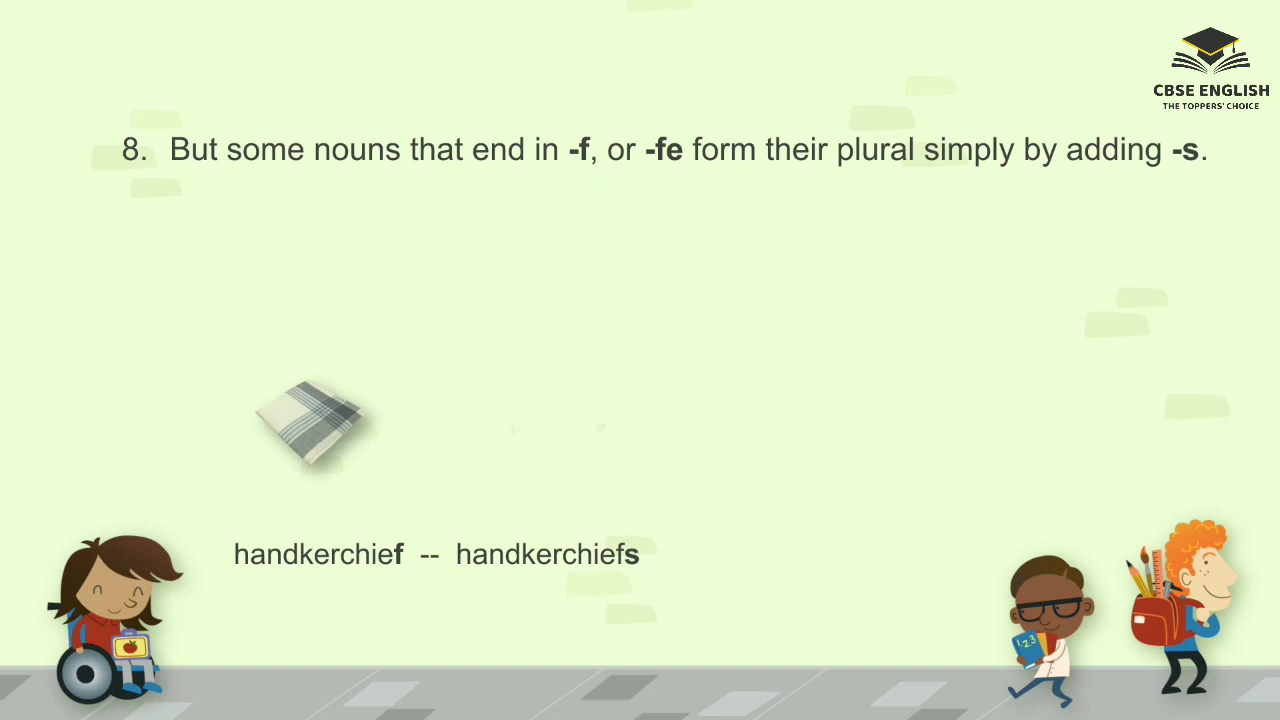 CBSE ENGLISH
THE TOPPERS' CHOICE
8. But some nouns that end in -f, or -fe form their plural simply by adding -s.
handkerchief -- handkerchiefs
123